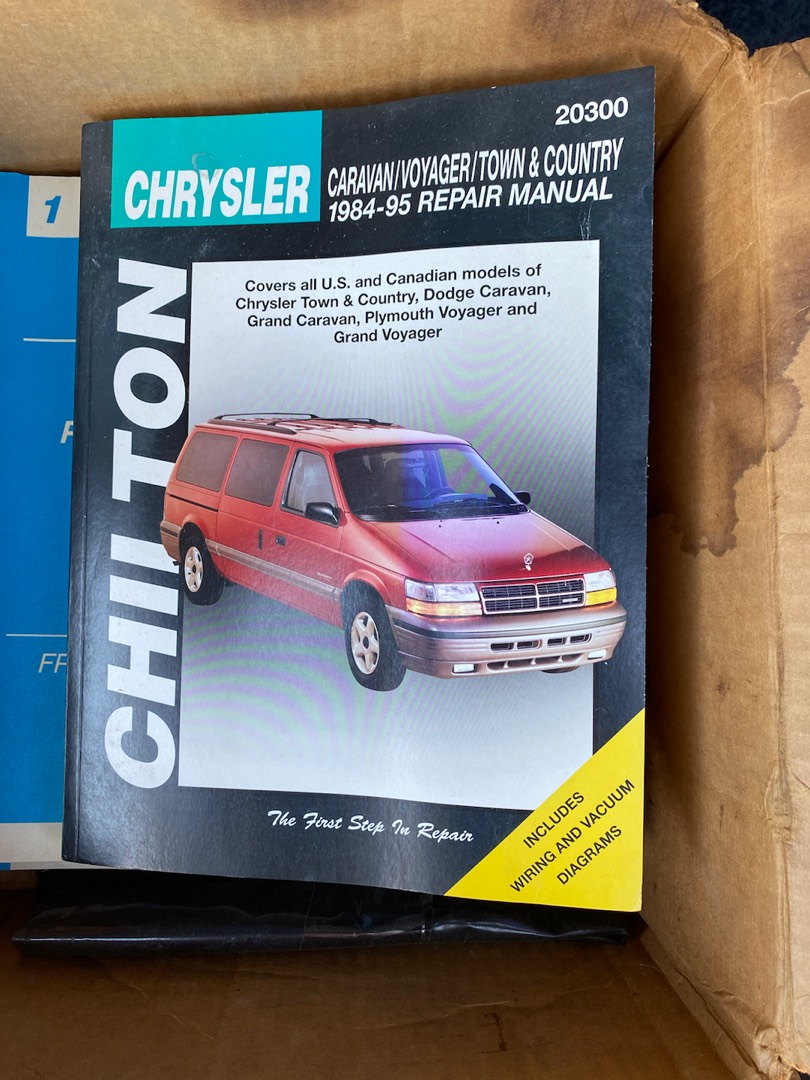 20300
CHRYSLER
CARAVAN/VOYAGER/TOWN & COUNTRY
1984-95 REPAIR MANUAL
CHILTON
Covers all U.S. and Canadian models of
Chrysler Town & Country, Dodge Caravan,
Grand Caravan, Plymouth Voyager and
Grand Voyager
The First Step In Repair
INCLUDES
WIRING AND VACUUM
DIAGRAMS
1